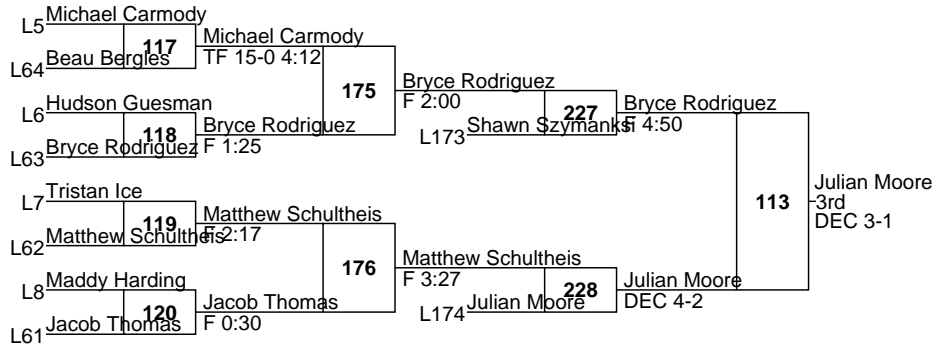 L5 Michael Carmody
117
Michael Carmody
TF 15-0 4:12
L64 Beau Bergles
175
Bryce Rodriguez
F 2:00
L6 Hudson Guesman
118
Bryce Rodriguez
F 1:25
L63 Bryce Rodriguez
227
Bryce Rodriguez
F 4:50
L173 Shawn Szymanksi
113
Julian Moore
3rd
DEC 3-1
L7 Tristan Ice
119
Matthew Schultheis
F 2:17
L62 Matthew Schultheis
176
Matthew Schultheis
F 3:27
L8 Maddy Harding
120
Jacob Thomas
F 0:30
L61 Jacob Thomas
228
Julian Moore
DEC 4-2
L174 Julian Moore